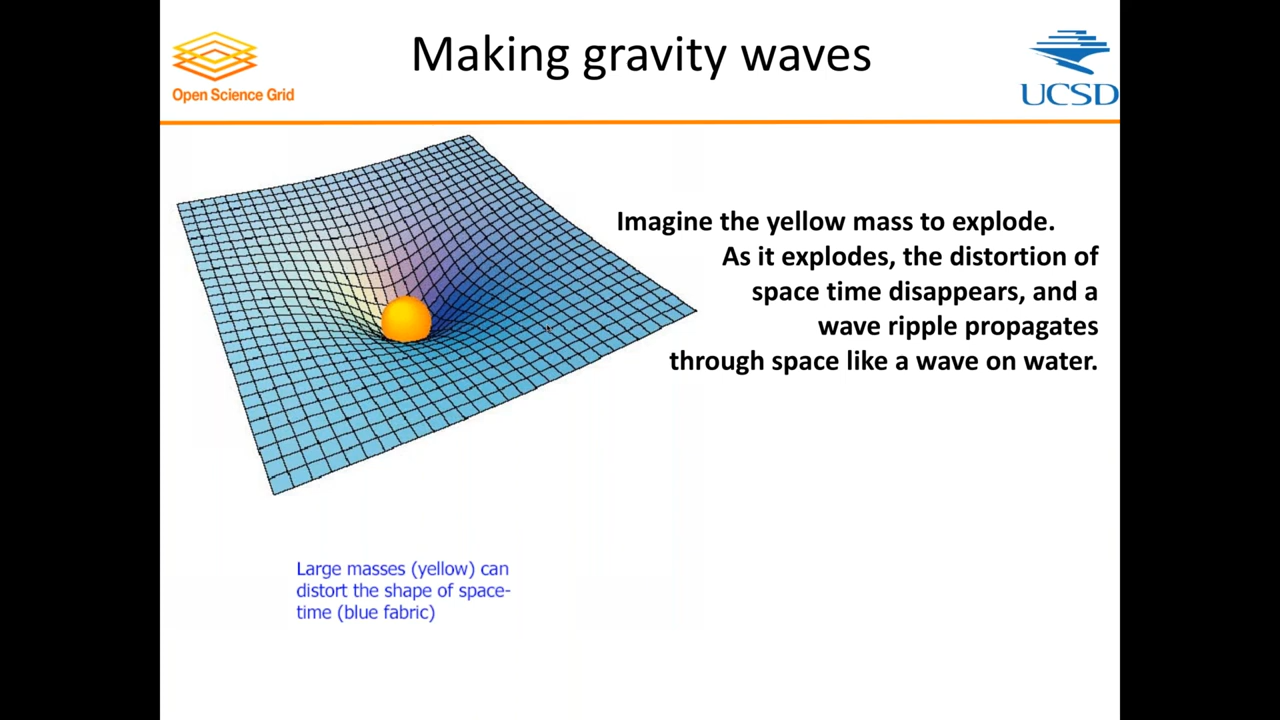 Making gravity waves
Open Science Grid
UCSD
Imagine the yellow mass to explode.
As it explodes, the distortion of
space time disappears, and a
wave ripple propagates
through space like a wave on water.
Large masses (yellow) can
distort the shape of space-
time (blue fabric)